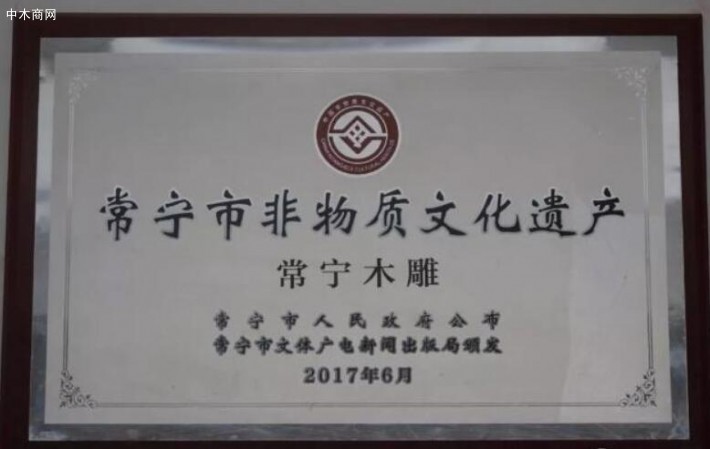 中木商网
常宁市非物质文化遗产
常宁木雕
常宁市人民政府公布
常宁市文体广电新闻出版局颁发
2017年6月